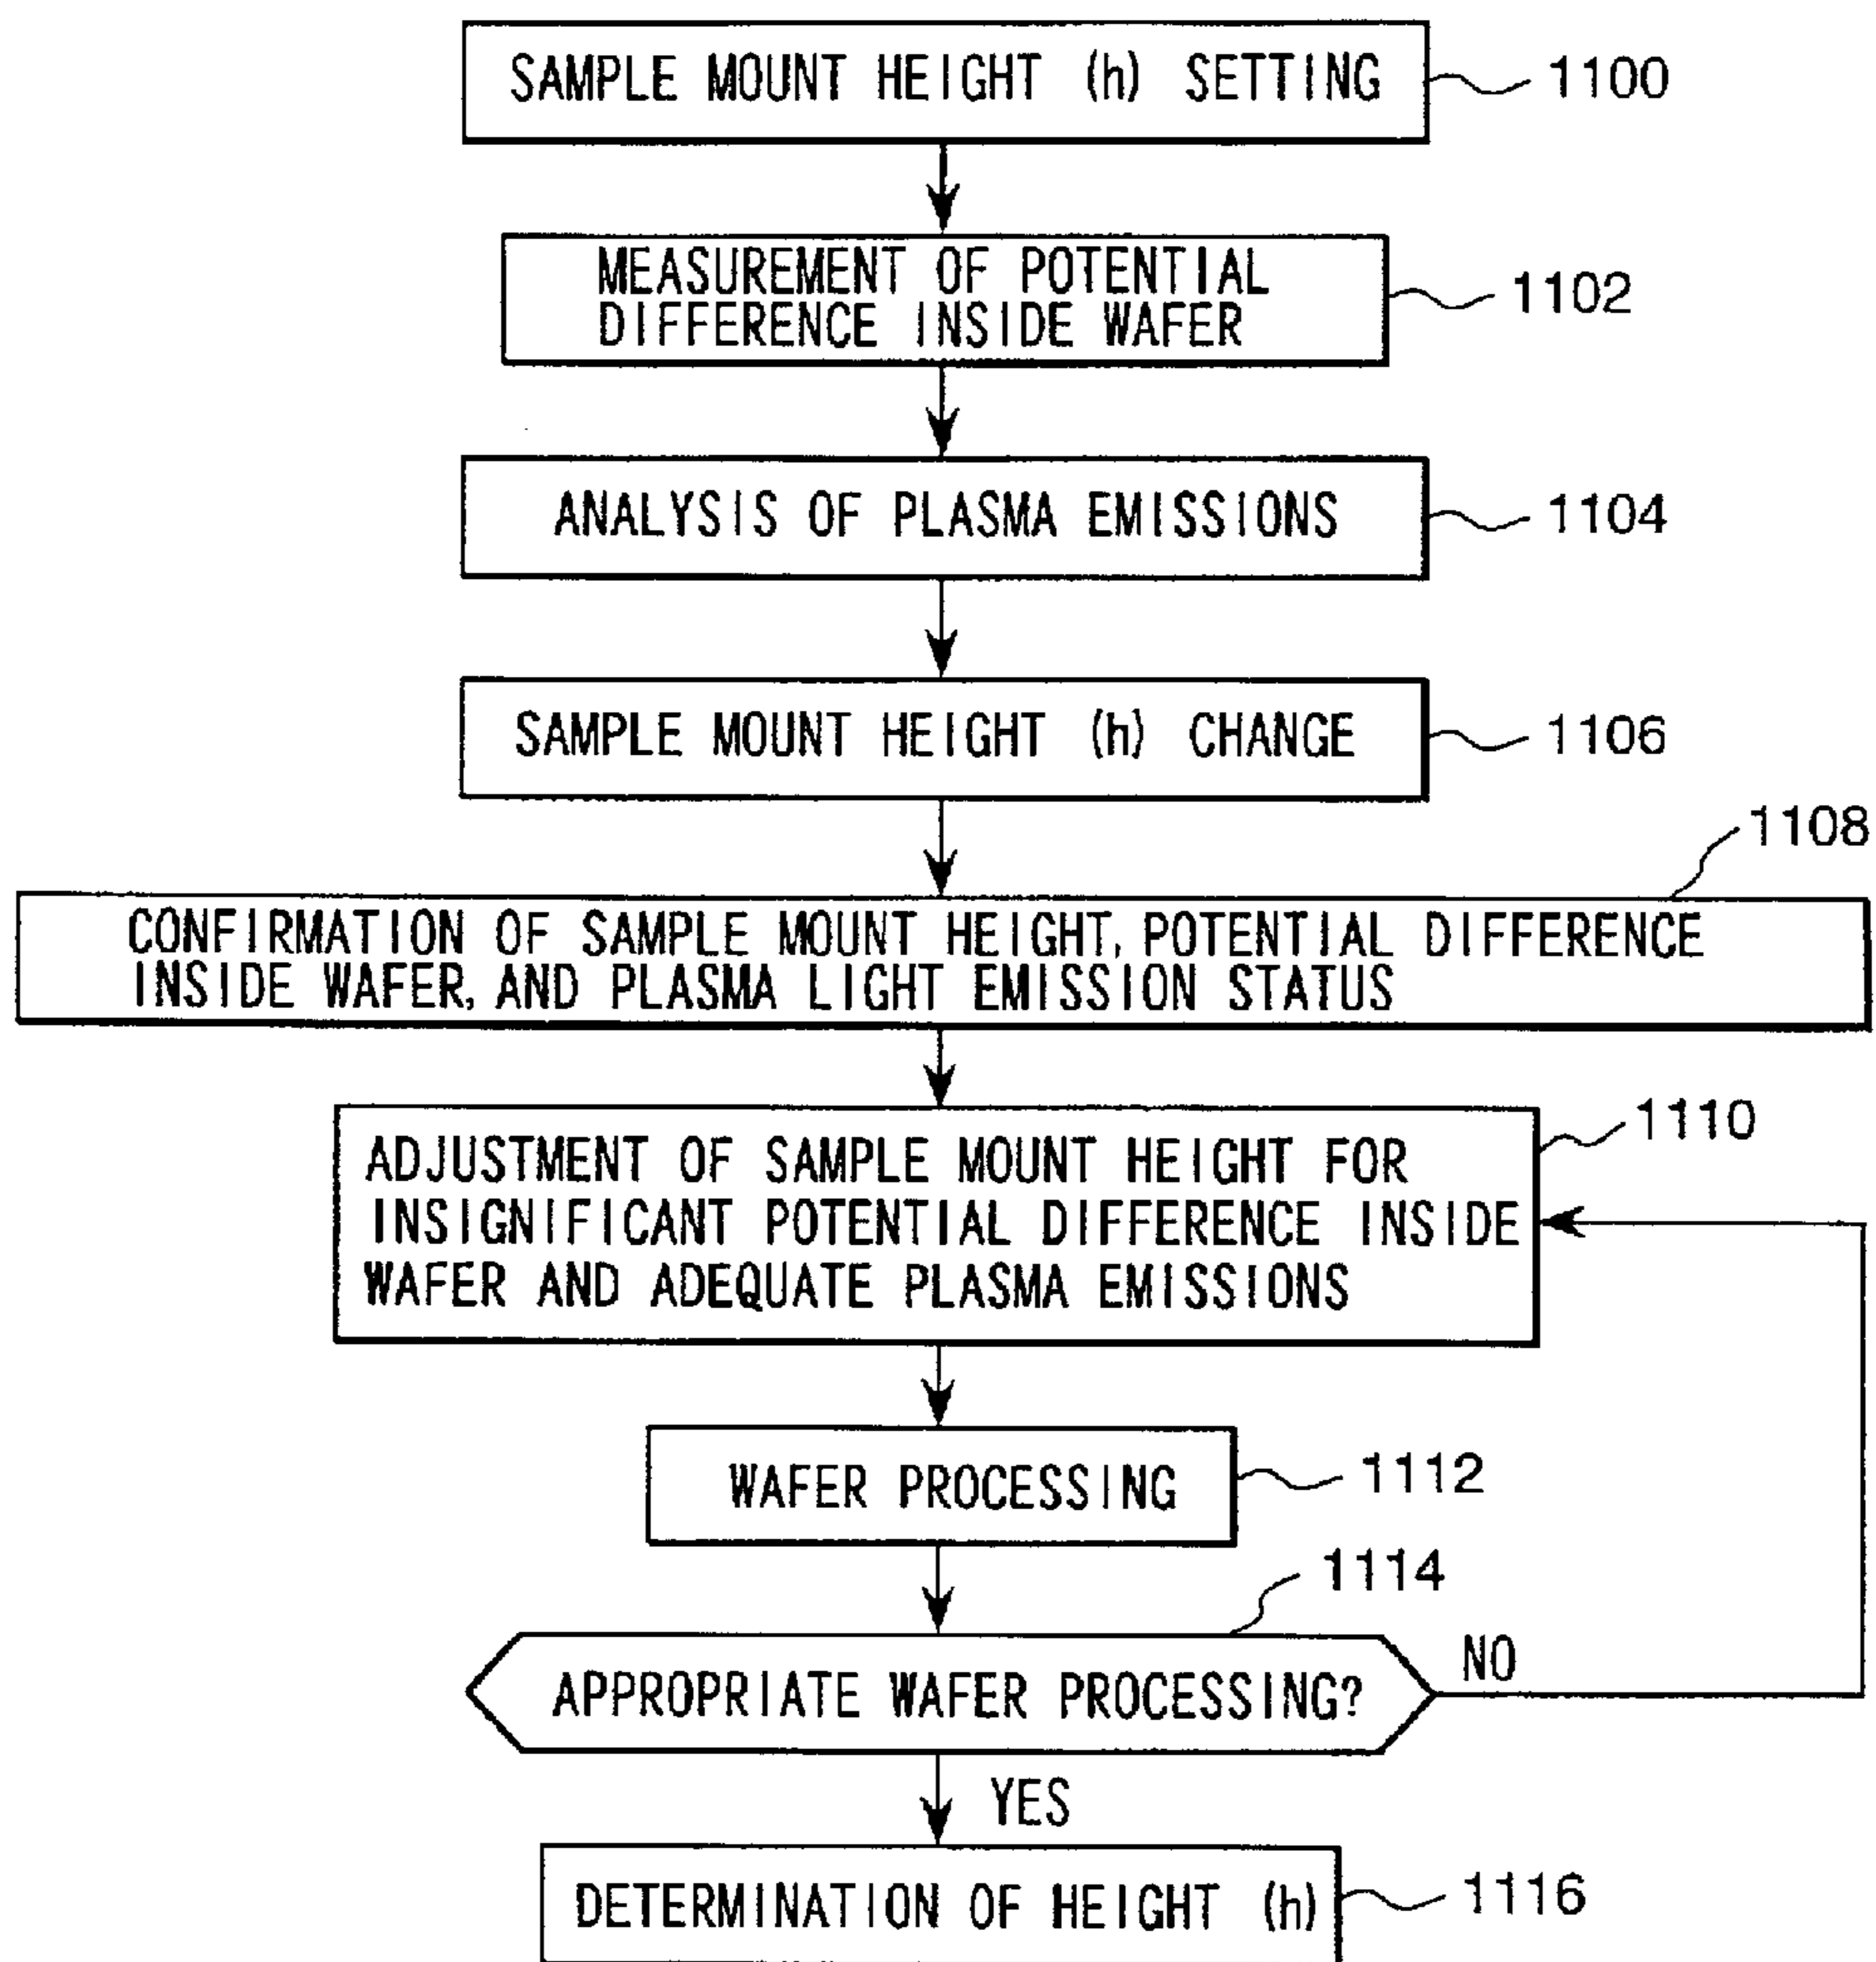 SAMPLE MOUNT HEIGHT (h) SETTING
1100
MEASUREMENT OF POTENTIAL
DIFFERENCE INSIDE WAFER
1102
ANALYSIS OF PLASMA EMISSIONS
1104
SAMPLE MOUNT HEIGHT (h) CHANGE
1106
1108
CONFIRMATION OF SAMPLE MOUNT HEIGHT, POTENTIAL DIFFERENCE
INSIDE WAFER, AND PLASMA LIGHT EMISSION STATUS
1110
ADJUSTMENT OF SAMPLE MOUNT HEIGHT FOR
INSIGNIFICANT POTENTIAL DIFFERENCE INSIDE
WAFER AND ADEQUATE PLASMA EMISSIONS
WAFER PROCESSING
1112
1114
APPROPRIATE WAFER PROCESSING?
NO
YES
DETERMINATION OF HEIGHT (h)
1116